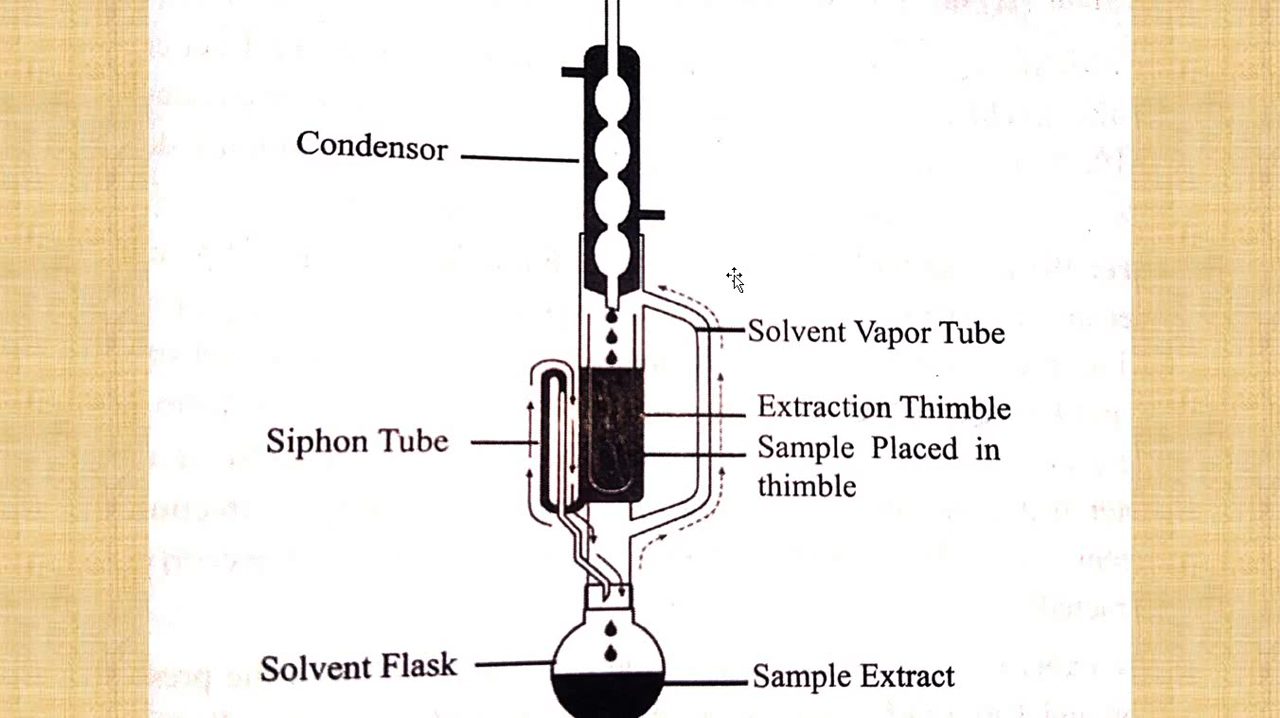 Condensor
Solvent Vapor Tube
Extraction Thimble
Siphon Tube
Sample Placed in
thimble
Solvent Flask
Sample Extract